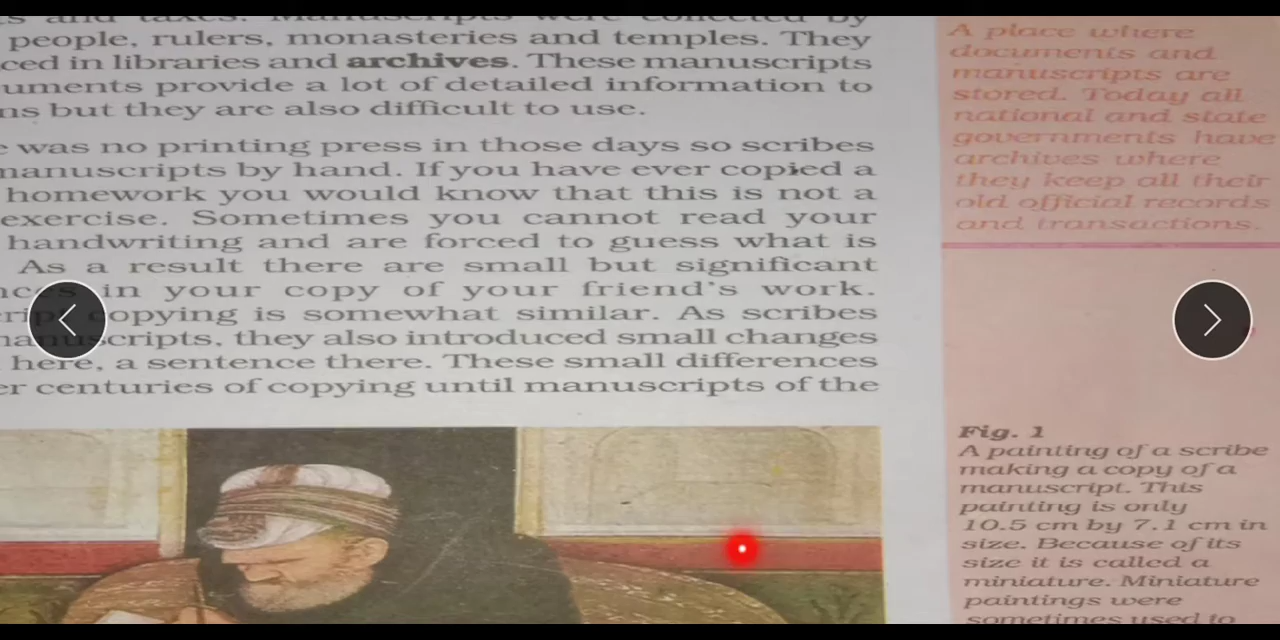 and taxes. Manuscripts were collected by
people, rulers, monasteries and temples. They
ced in libraries and archives. These manuscripts
uments provide a lot of detailed information to
ns but they are also difficult to use.
e was no printing press in those days so scribes
manuscripts by hand. If you have ever copied a
homework you would know that this is not a
exercise. Sometimes you cannot read your
handwriting and are forced to guess what is
As a result there are small but significant
in your copy of your friend's work.
copying is somewhat similar. As scribes
manuscripts, they also introduced small changes
here, a sentence there. These small differences
er centuries of copying until manuscripts of the
A place where
documents and
manuscripts are
stored. Today all
national and state
governments have
archives where
they keep all their
old official records
and transactions.
Fig. 1
A painting of a scribe
making a copy of a
manuscript. This
painting is only
10.5 cm by 7.1 cm in
size. Because of its
size it is called a
miniature. Miniature
paintings were
sometimes used to